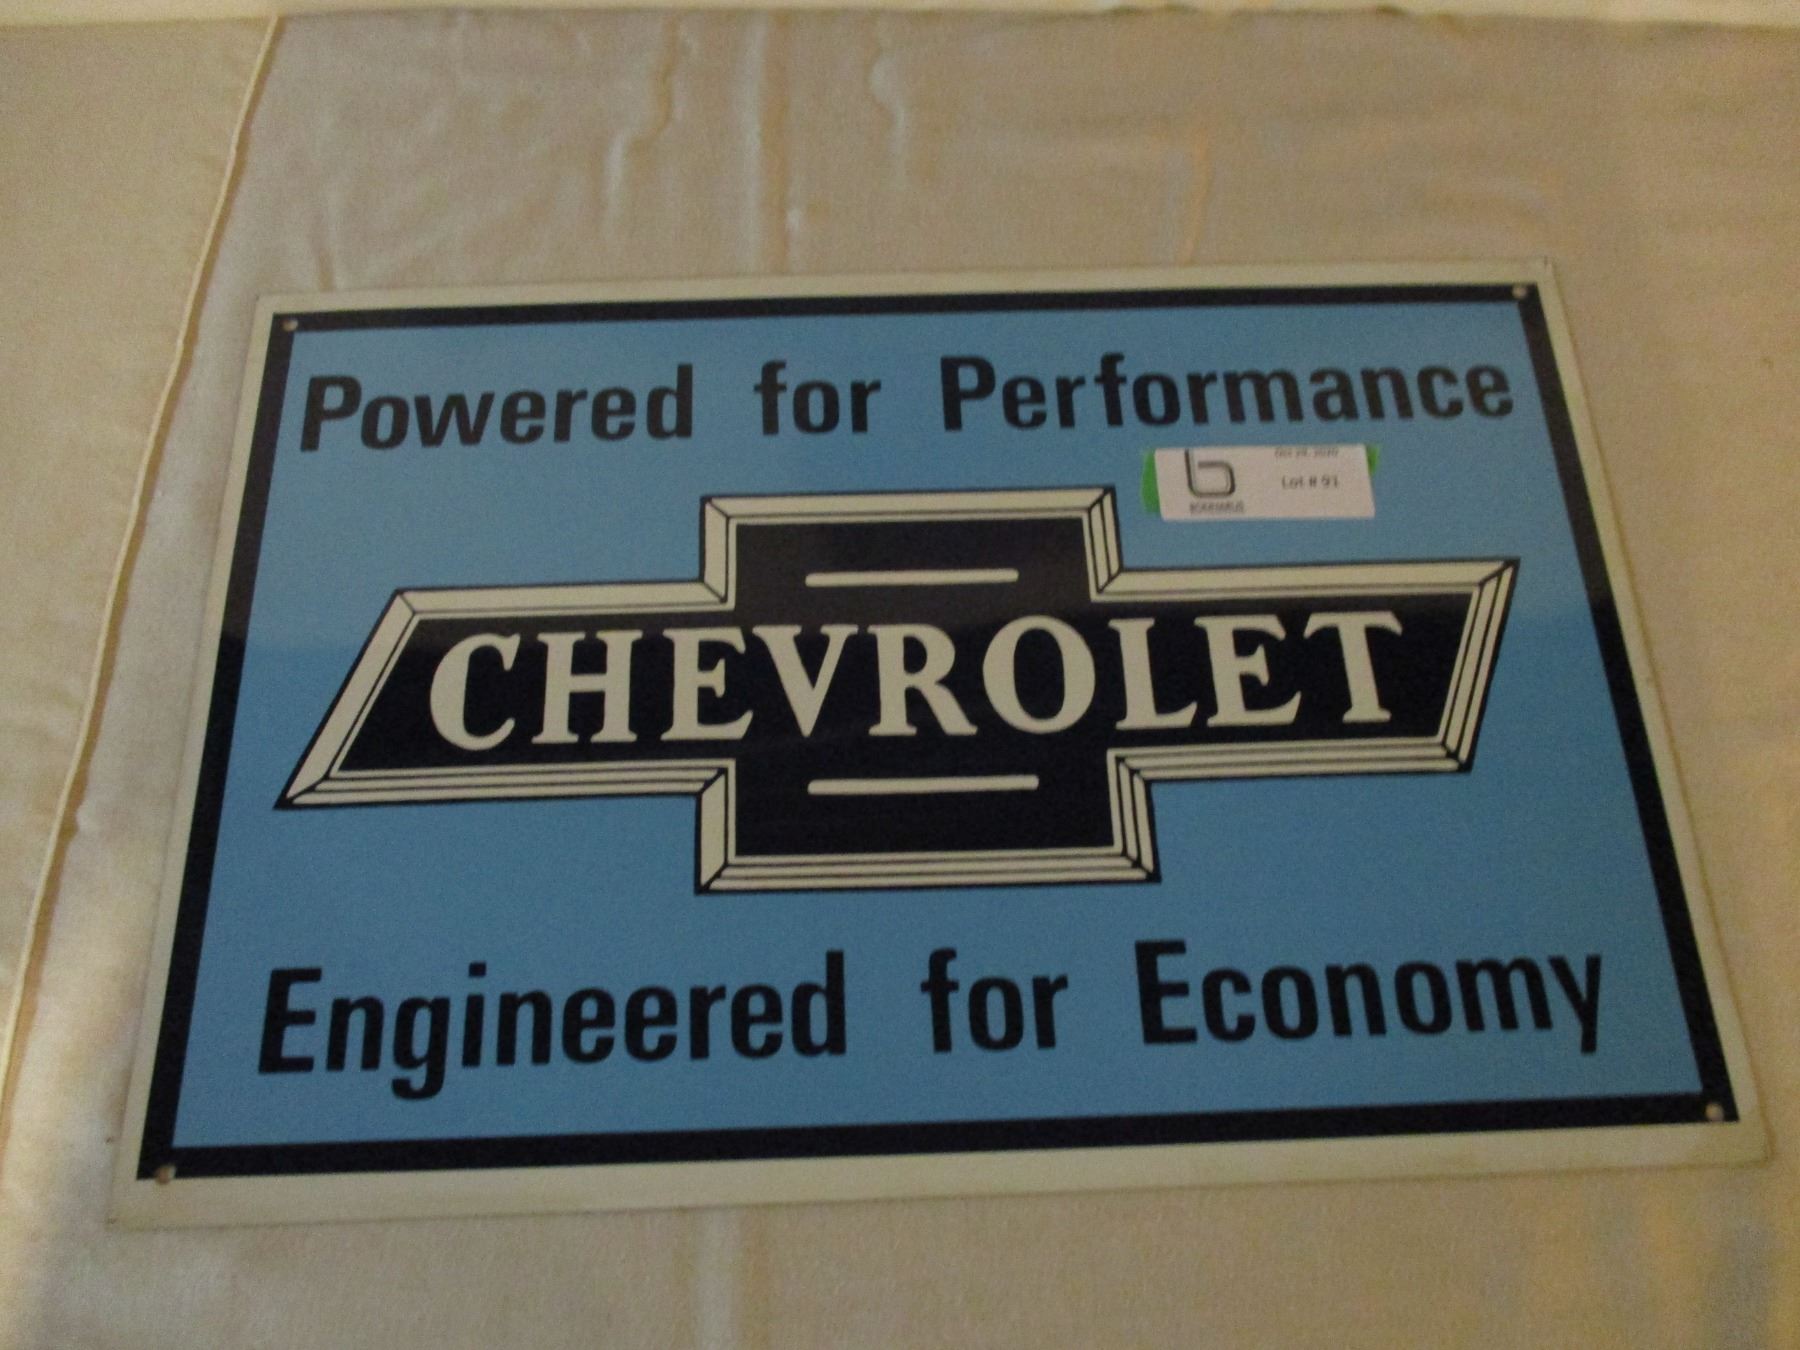 Powered for Performance
Lot # 91
CHEVROLET
Engineered for Economy